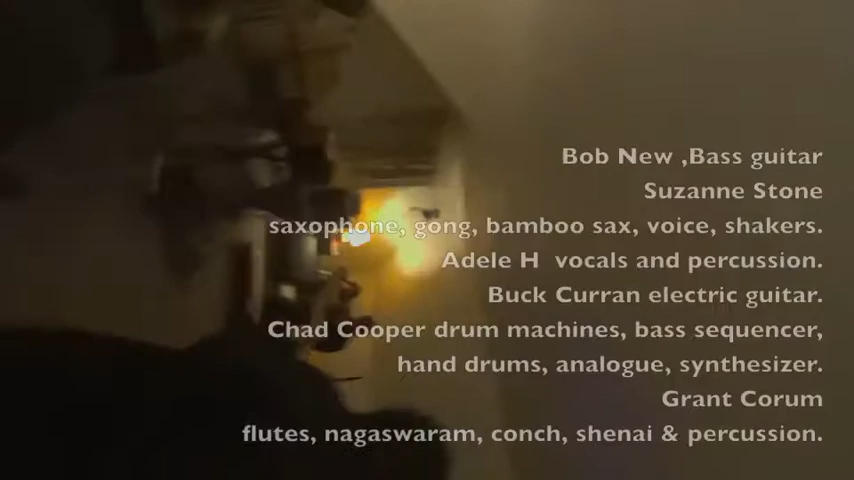 Bob New ,Bass guitar
Suzanne Stone
saxophone, gong, bamboo sax, voice, shakers.
Adele H  vocals and percussion.
Buck Curran electric guitar.
Chad Cooper drum machines, bass sequencer,
hand drums, analogue, synthesizer.
Grant Corum
flutes, nagaswaram, conch, shenai & percussion.